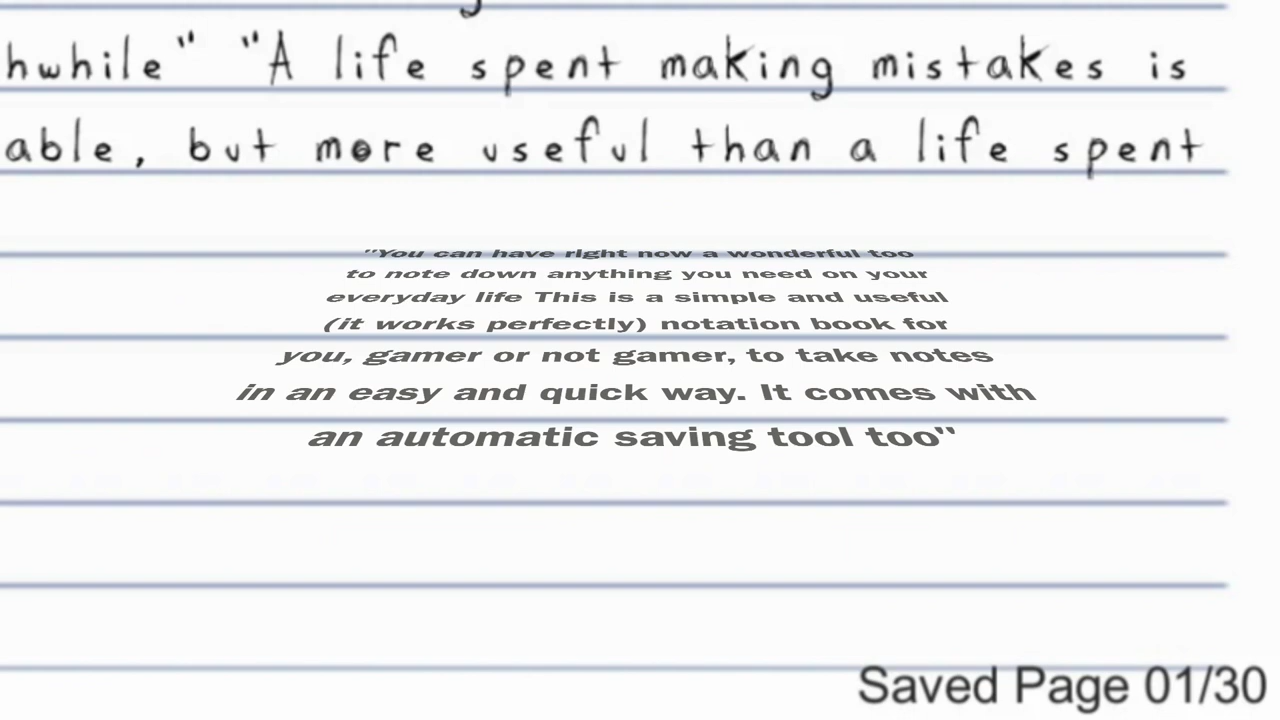 hwhile" "A life spent making mistakes is
able, but more useful than a life spent
"You can have right now a wonderful too
to note down anything you need on your
everyday life This is a simple and useful
(it works perfectly) notation book for
you, gamer or not gamer, to take notes
in an easy and quick way. It comes with
an automatic saving tool too"
Saved Page 01/30